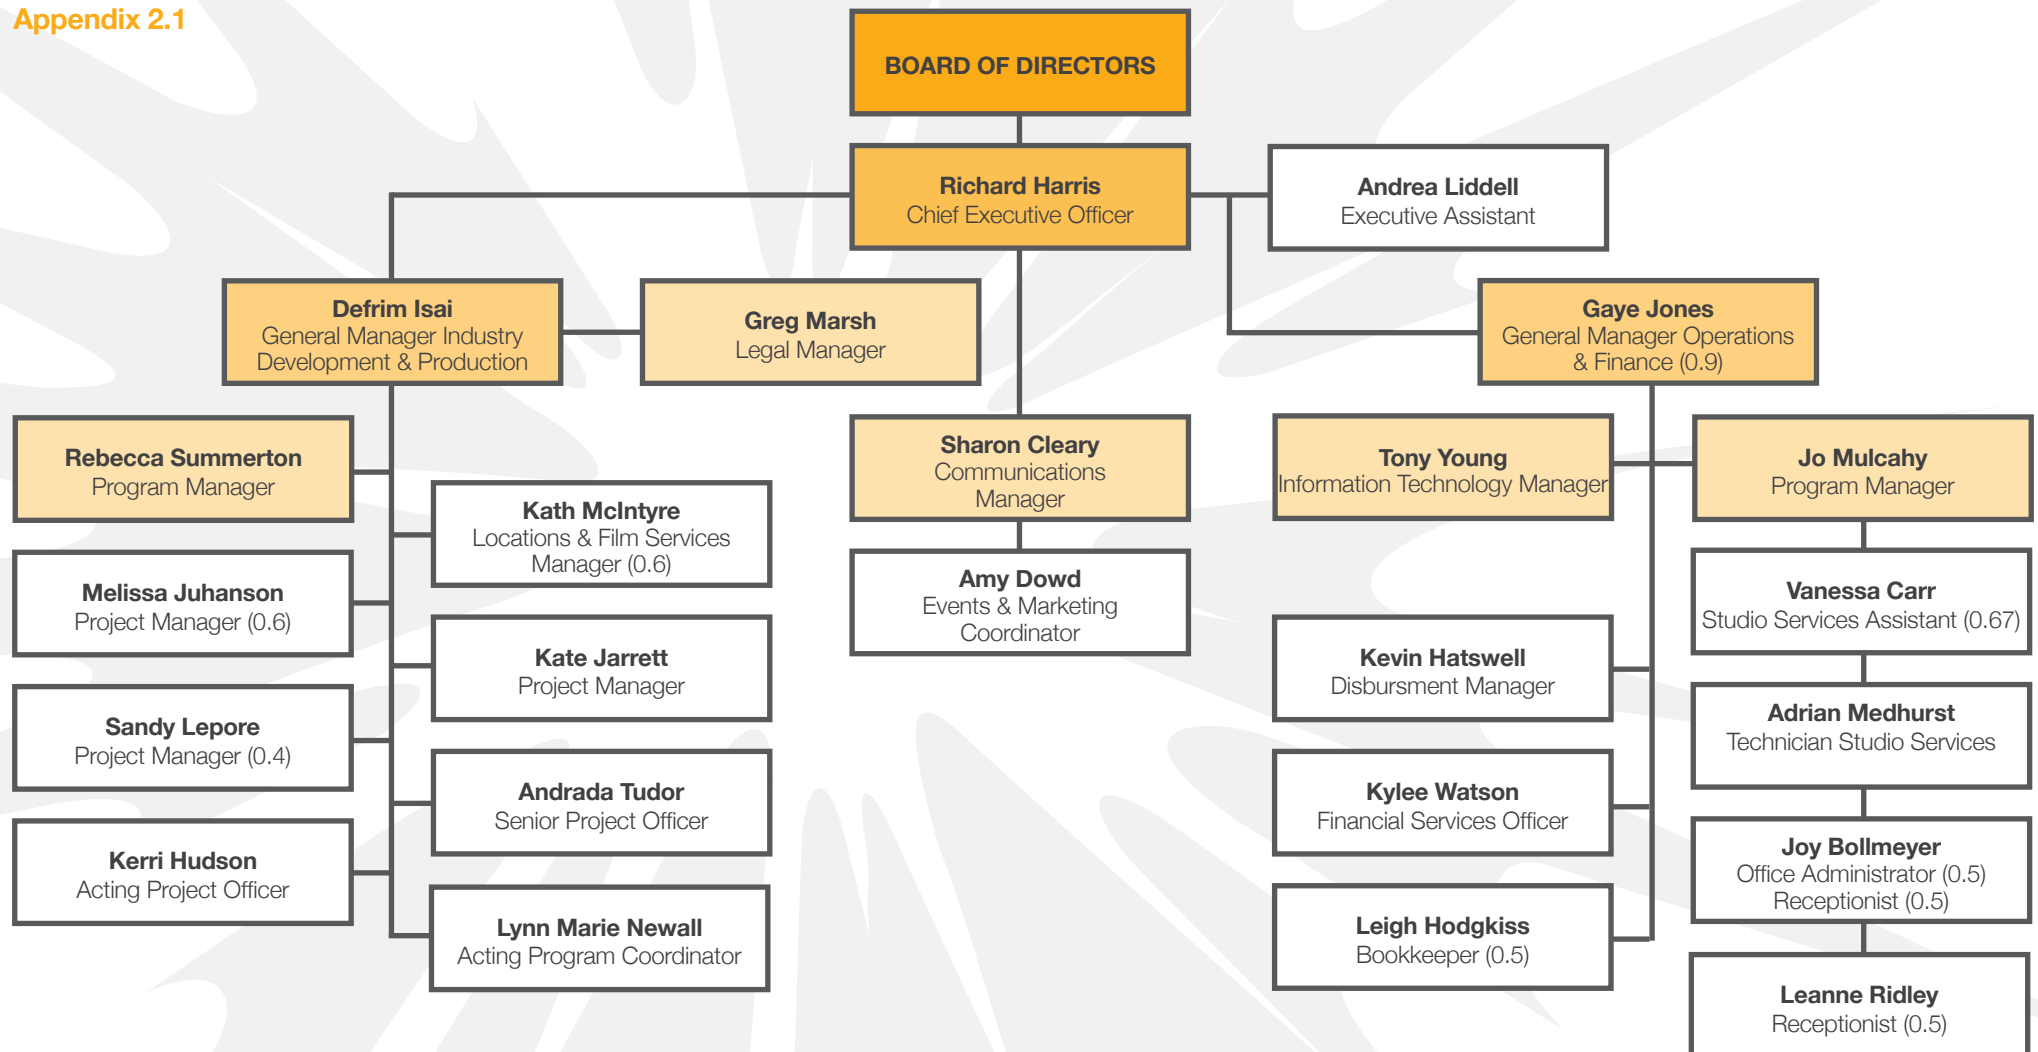 Appendix 2.1
BOARD OF DIRECTORS
Richard Harris
Chief Executive Officer
Andrea Liddell
Executive Assistant
Defrim Isai
General Manager Industry
Development & Production
Greg Marsh
Legal Manager
Gaye Jones
General Manager Operations
& Finance (0.9)
Rebecca Summerton
Program Manager
Kath McIntyre
Locations & Film Services
Manager (0.6)
Melissa Juhanson
Project Manager (0.6)
Kate Jarrett
Project Manager
Sandy Lepore
Project Manager (0.4)
Andrada Tudor
Senior Project Officer
Kerri Hudson
Acting Project Officer
Lynn Marie Newall
Acting Program Coordinator
Sharon Cleary
Communications
Manager
Amy Dowd
Events & Marketing
Coordinator
Tony Young
Information Technology Manager
Kevin Hatswell
Disbursment Manager
Kylee Watson
Financial Services Officer
Leigh Hodgkiss
Bookkeeper (0.5)
Jo Mulcahy
Program Manager
Vanessa Carr
Studio Services Assistant (0.67)
Adrian Medhurst
Technician Studio Services
Joy Bollmeyer
Office Administrator (0.5)
Receptionist (0.5)
Leanne Ridley
Receptionist (0.5)